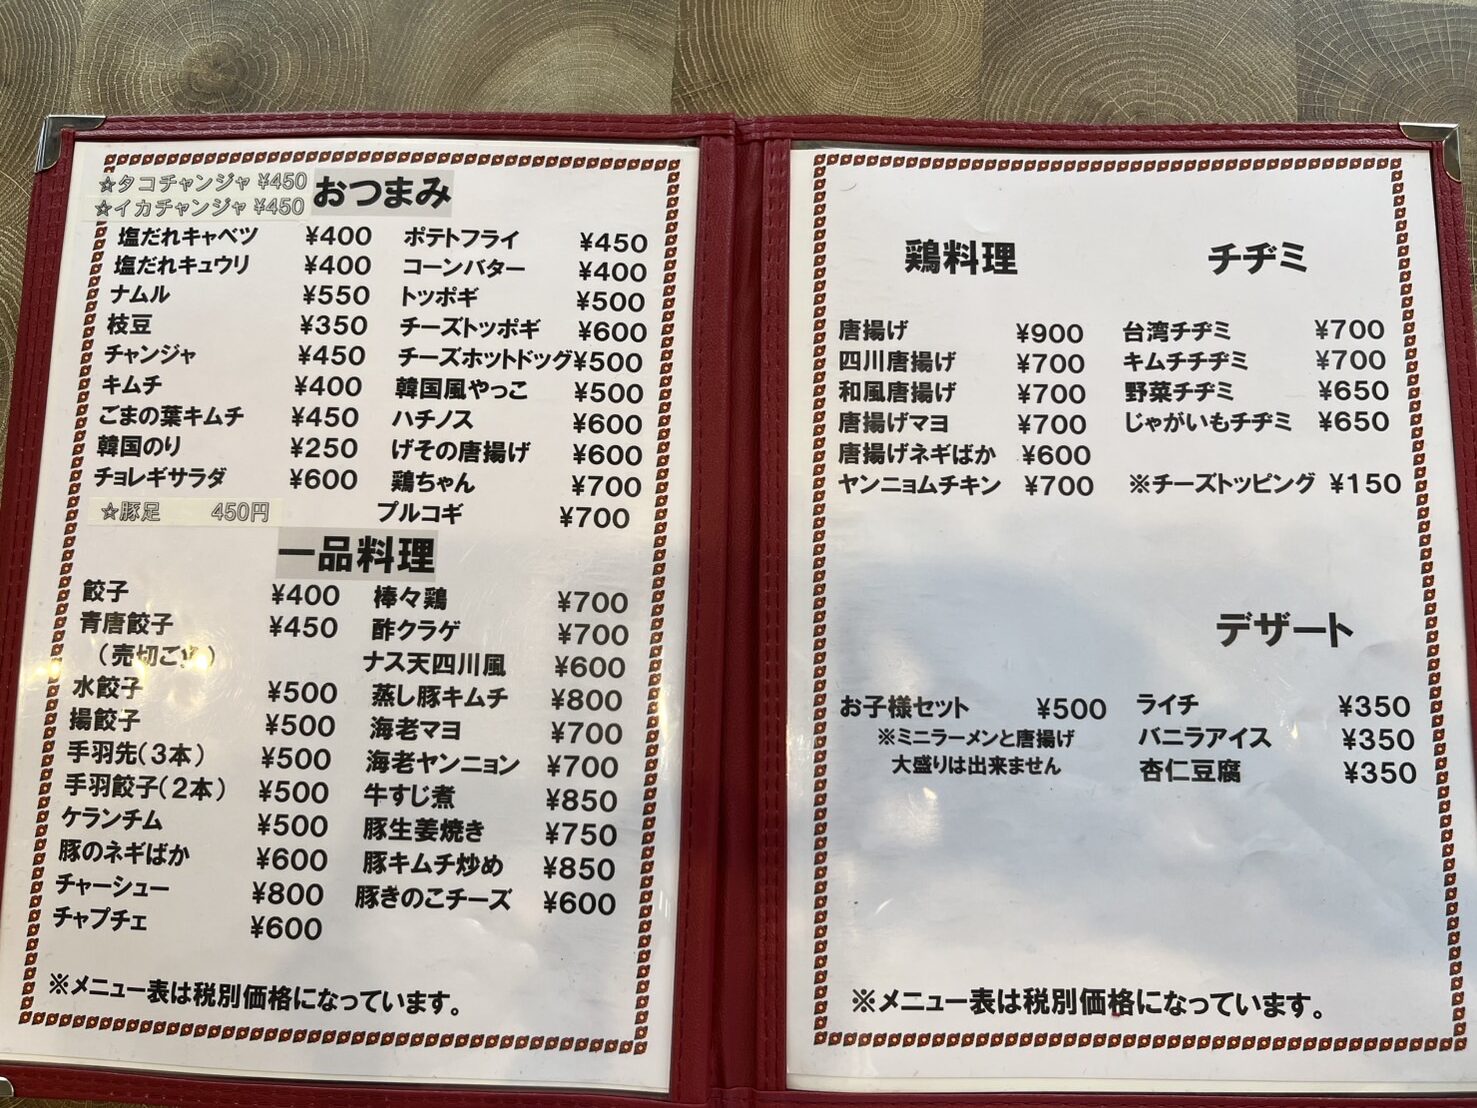 ☆タコチャンジャ ¥450
☆イカチャンジャ ¥450
おつまみ
塩だれキャベツ ¥400
塩だれキュウリ ¥400
ナムル ¥550
枝豆 ¥350
チャンジャ ¥450
キムチ ¥400
ごまの葉キムチ ¥450
韓国のり ¥250
チョレギサラダ ¥600
☆豚足 450円
ポテトフライ ¥450
コーンバター ¥400
トッポギ ¥500
チーズトッポギ ¥600
チーズホットドッグ ¥500
韓国風やっこ ¥500
ハチノス ¥600
げその唐揚げ ¥600
鶏ちゃん ¥700
プルコギ ¥700
一品料理
餃子 ¥400
青唐餃子 ¥450
（売切ご）
水餃子 ¥500
揚餃子 ¥500
手羽先（3本） ¥500
手羽餃子（2本） ¥500
ケランチム ¥500
豚のネギばか ¥600
チャーシュー ¥800
チャプチェ ¥600
棒々鶏 ¥700
酢クラゲ ¥700
ナス天四川風 ¥600
蒸し豚キムチ ¥800
海老マヨ ¥700
海老ヤンニョン ¥700
牛すじ煮 ¥850
豚生姜焼き ¥750
豚キムチ炒め ¥850
豚きのこチーズ ¥600
※メニュー表は税別価格になっています。
鶏料理
唐揚げ ¥900
四川唐揚げ ¥700
和風唐揚げ ¥700
唐揚げマヨ ¥700
唐揚げネギばか ¥600
ヤンニョムチキン ¥700
チヂミ
台湾チヂミ ¥700
キムチチヂミ ¥700
野菜チヂミ ¥650
じゃがいもチヂミ ¥650
※チーズトッピング ¥150
お子様セット ¥500
※ミニラーメンと唐揚げ
大盛りは出来ません
デザート
ライチ ¥350
バニラアイス ¥350
杏仁豆腐 ¥350
※メニュー表は税別価格になっています。